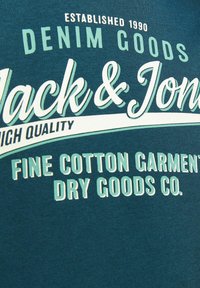 ESTABLISHED 1990
DENIM GOODS
Jack & Jon
HIGH QUALITY
FINE COTTON GARMEN
DRY GOODS CO.